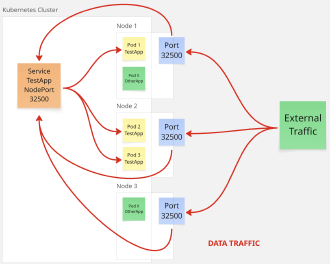 Kubernetes Cluster
Node 1
Pod 1
TestApp
Port
32500
Pod X
OtherApp
Service
TestApp
NodePort
32500
Node 2
Pod 2
TestApp
Port
32500
Pod 3
TestApp
External
Traffic
Node 3
Pod Y
OtherApp
Port
32500
DATA TRAFFIC